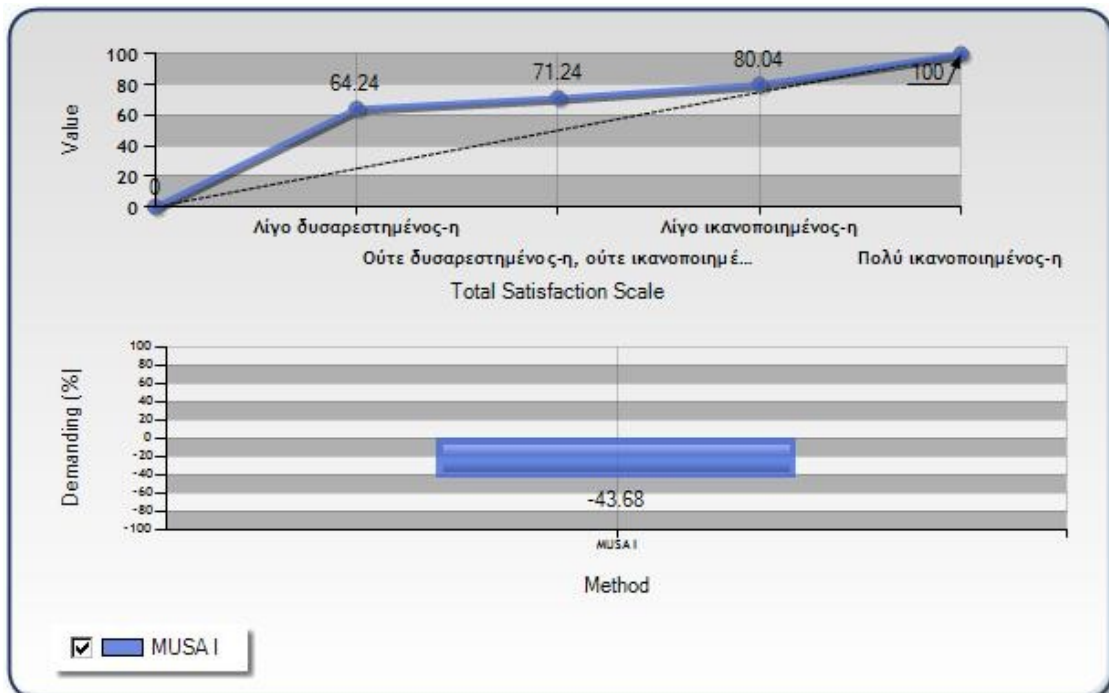 Value
100
80
60
40
20
0
0
64.24
71.24
80.04
100
Λίγο δυσαρεστημένος-η
Λίγο ικανοποιημένος-η
Ούτε δυσαρεστημένος-η, ούτε ικανοποιημέ...
Πολύ ικανοποιημένος-η
Total Satisfaction Scale
Demanding (%)
100
80
60
40
20
0
-20
-40
-60
-80
-100
-43.68
MUSA I
Method
MUSA I